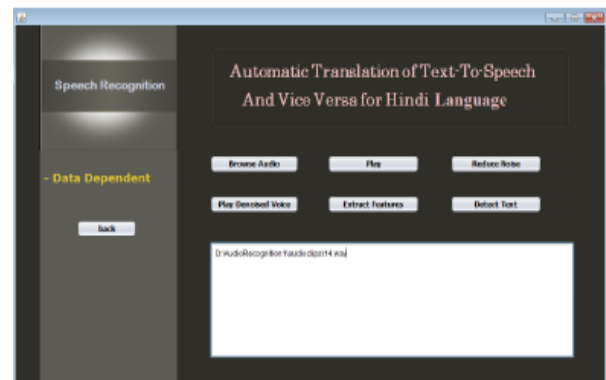 Speech Recognition
- Data Dependent
back
Automatic Translation of Text-To-Speech
And Vice Versa for Hindi Language
Browse Audio Play Reduce Noise
Play Denoised Voice Extract Features Detect Text